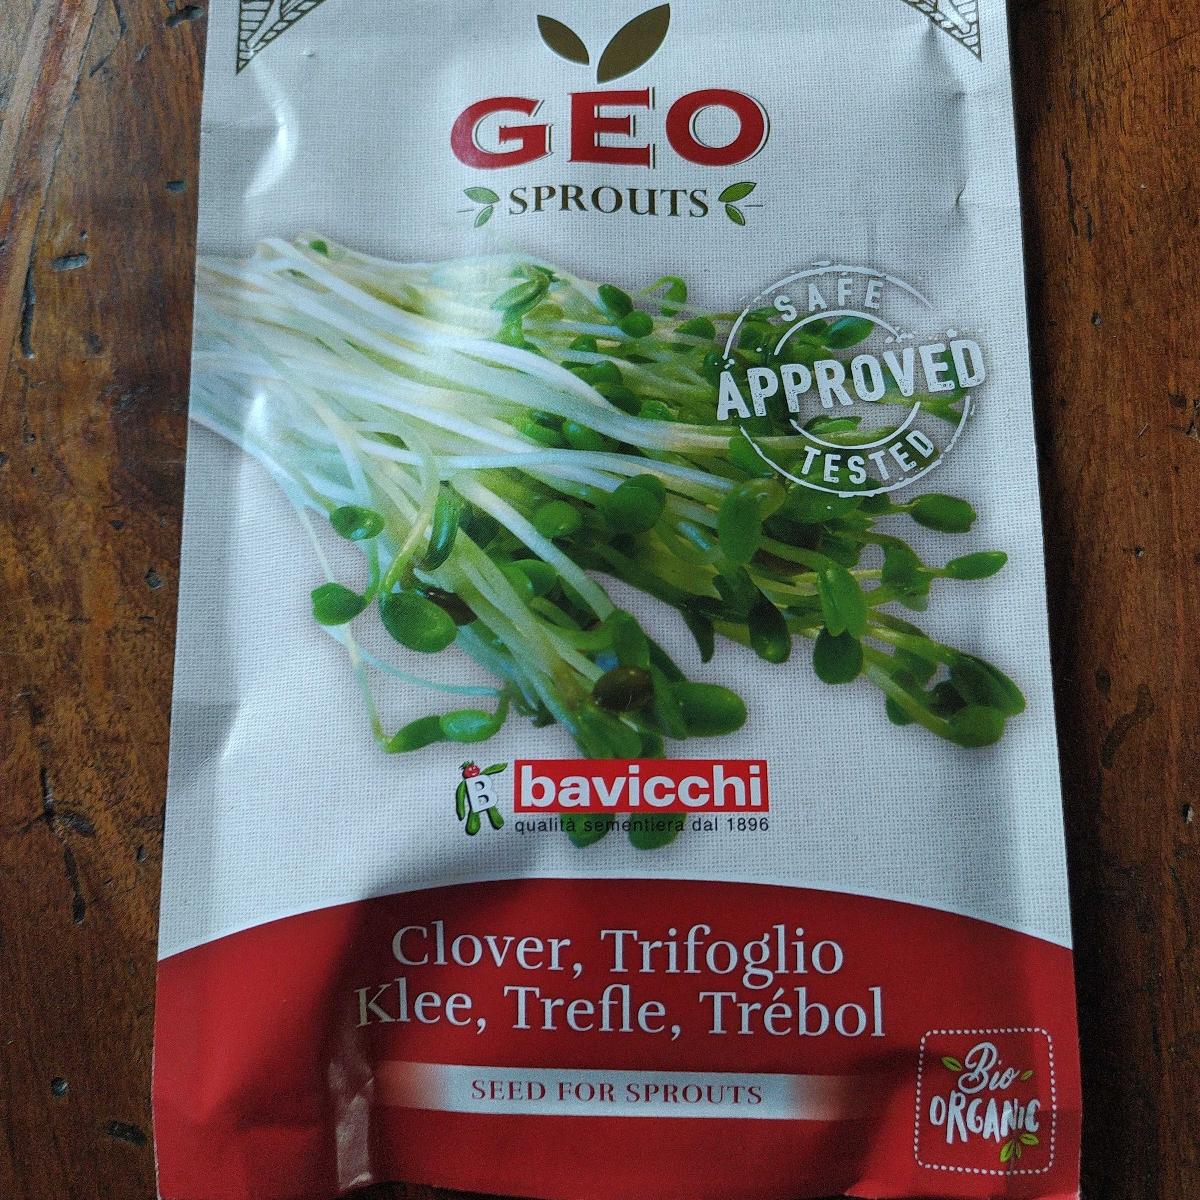 GEO
SPROUTS
SAFE
APPROVED
TESTED
B
bavicchi
qualità sementiera dal 1896
Clover, Trifoglio
Klee, Trefle, Trébol
SEED FOR SPROUTS
Bio
ORGANIC